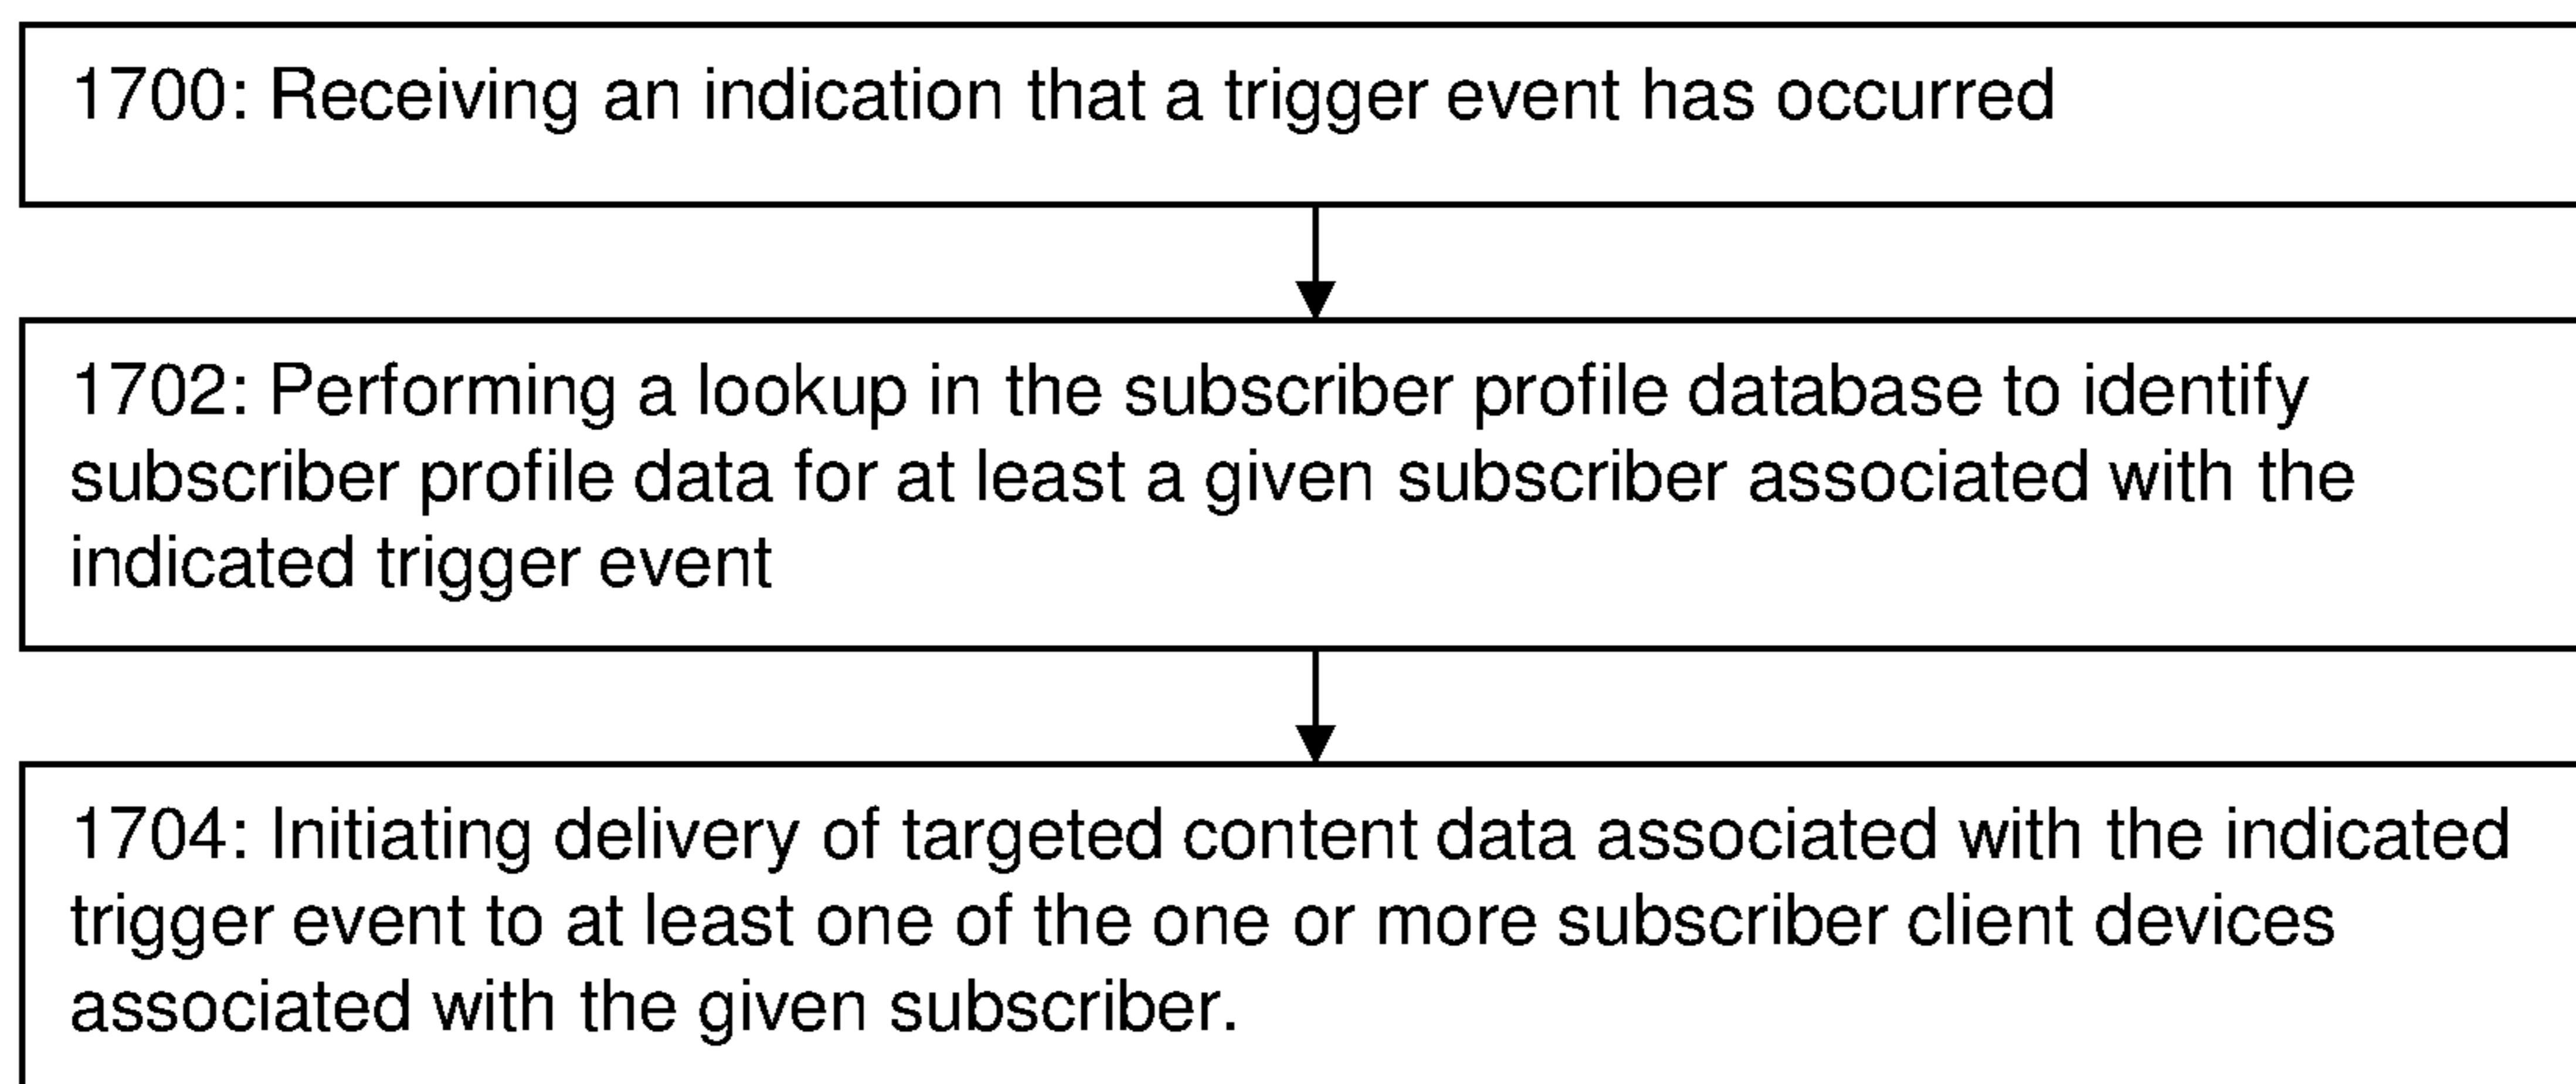 1700: Receiving an indication that a trigger event has occurred
1702: Performing a lookup in the subscriber profile database to identify
subscriber profile data for at least a given subscriber associated with the
indicated trigger event
1704: Initiating delivery of targeted content data associated with the indicated
trigger event to at least one of the one or more subscriber client devices
associated with the given subscriber.